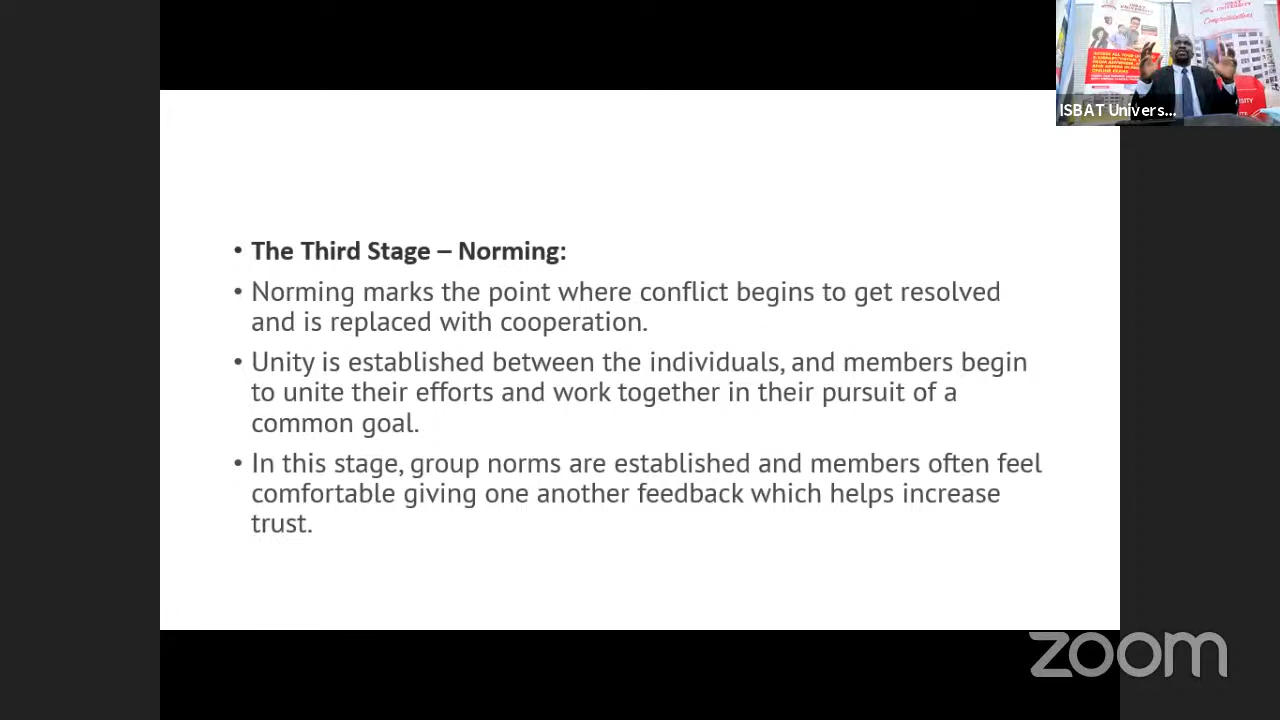 • The Third Stage – Norming:
• Norming marks the point where conflict begins to get resolved
and is replaced with cooperation.
• Unity is established between the individuals, and members begin
to unite their efforts and work together in their pursuit of a
common goal.
• In this stage, group norms are established and members often feel
comfortable giving one another feedback which helps increase
trust.
ISBAT Univers...
zoom